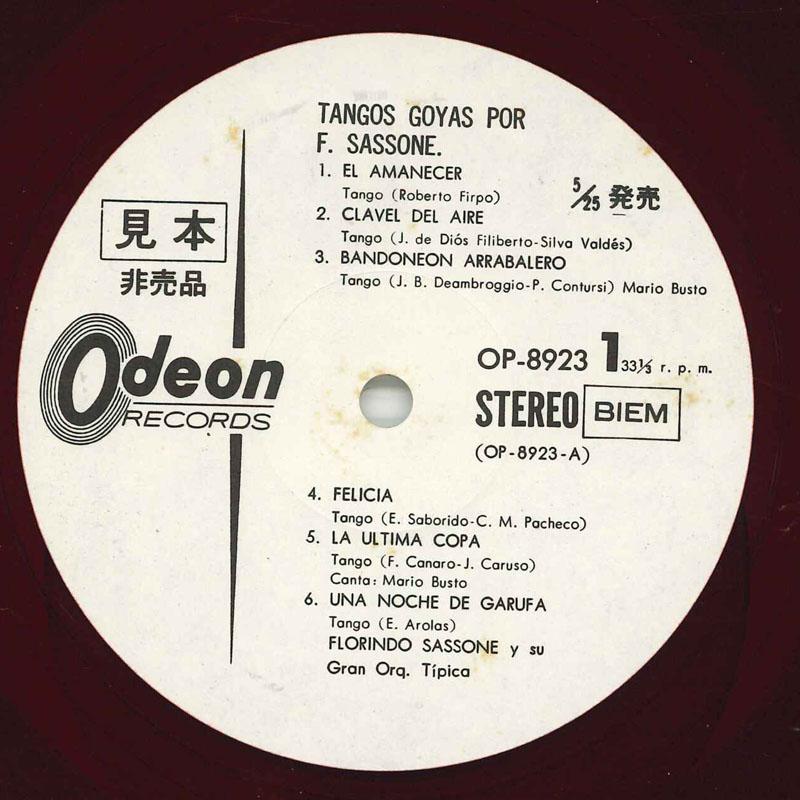 TANGOS GOYAS POR
F. SASSONE.
1. EL AMANECER
Tango (Roberto Firpo)
5/25 発売
2. CLAVEL DEL AIRE
Tango (J. de Diós Filiberto-Silva Valdés)
3. BANDONEON ARRABALERO
Tango (J. B. Deambroggio-P. Contursi) Mario Busto
見本
非売品
Odeon
RECORDS
OP-8923 1 33⅓ r. p. m.
STEREO BIEM
(OP-8923-A)
4. FELICIA
Tango (E. Saborido-C. M. Pacheco)
5. LA ULTIMA COPA
Tango (F. Canaro-J. Caruso)
Canta: Mario Busto
6. UNA NOCHE DE GARUFA
Tango (E. Arolas)
FLORINDO SASSONE y su
Gran Orq. Típica